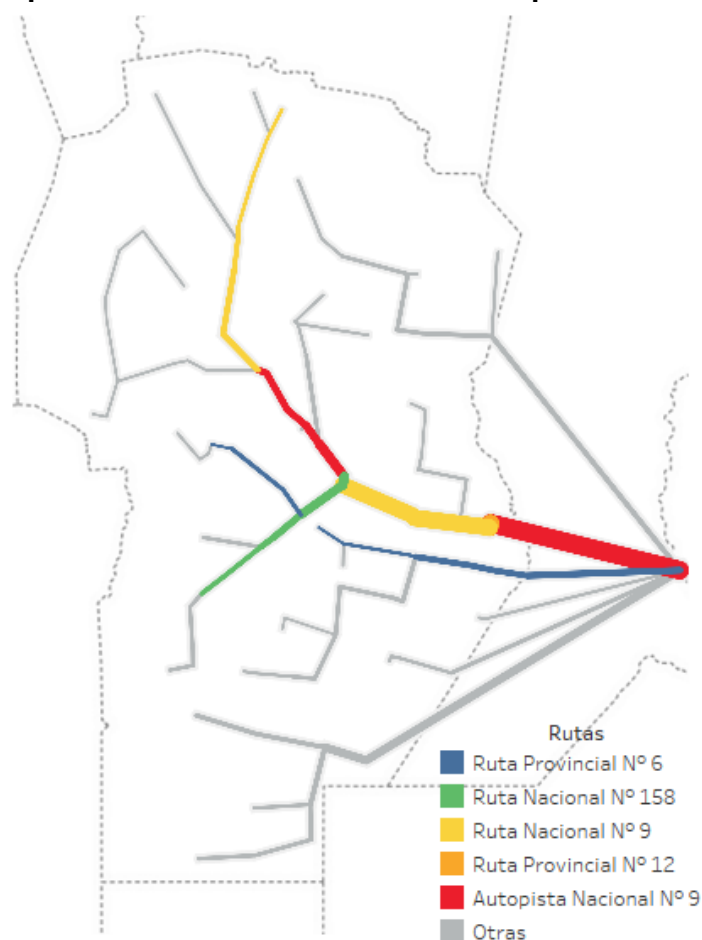 Rutas
Ruta Provincial Nº 6
Ruta Nacional Nº 158
Ruta Nacional Nº 9
Ruta Provincial Nº 12
Autopista Nacional Nº 9
Otras